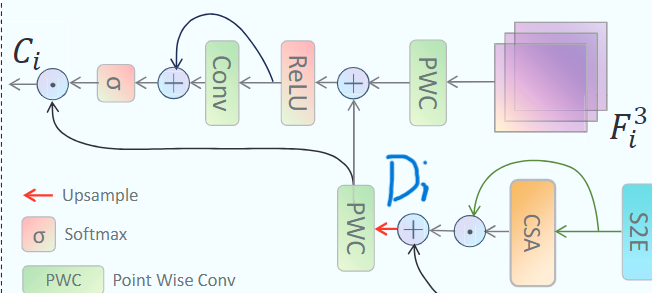 C_i
σ
+
Conv
ReLU
+
PWC
F_i^3
D_i
PWC
+
CSA
S2E
Upsample
σ Softmax
PWC Point Wise Conv